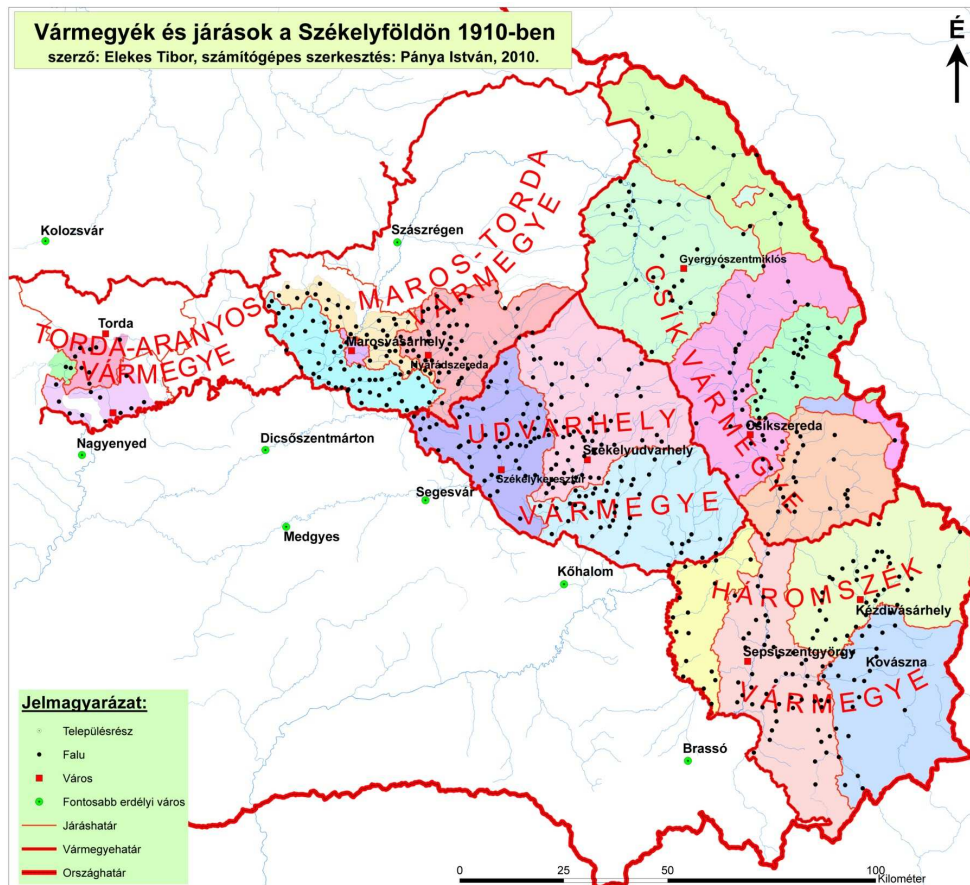 Vármegyék és járások a Székelyföldön 1910-ben
szerző: Elekes Tibor, számítógépes szerkesztés: Pánya István, 2010.
É
Kolozsvár
Szászrégen
MAROS-TORDA
VÁRMEGYE
Gyergyószentmiklós
CSÍK VÁRMEGYE
Torda
TORDA-ARANYOS
VÁRMEGYE
Marosvásárhely
Nyárádszereda
Nagyenyed
Dicsőszentmárton
UDVARHELY
VÁRMEGYE
Csíkszereda
Székelyudvarhely
Székelykeresztúr
Segesvár
Medgyes
Kőhalom
HÁROMSZÉK
VÁRMEGYE
Kézdivásárhely
Sepsiszentgyörgy
Kovászna
Brassó
Jelmagyarázat:
Településrész
Falu
Város
Fontosabb erdélyi város
Járáshatár
Vármegyehatár
Országhatár
0 25 50 100
Kilométer